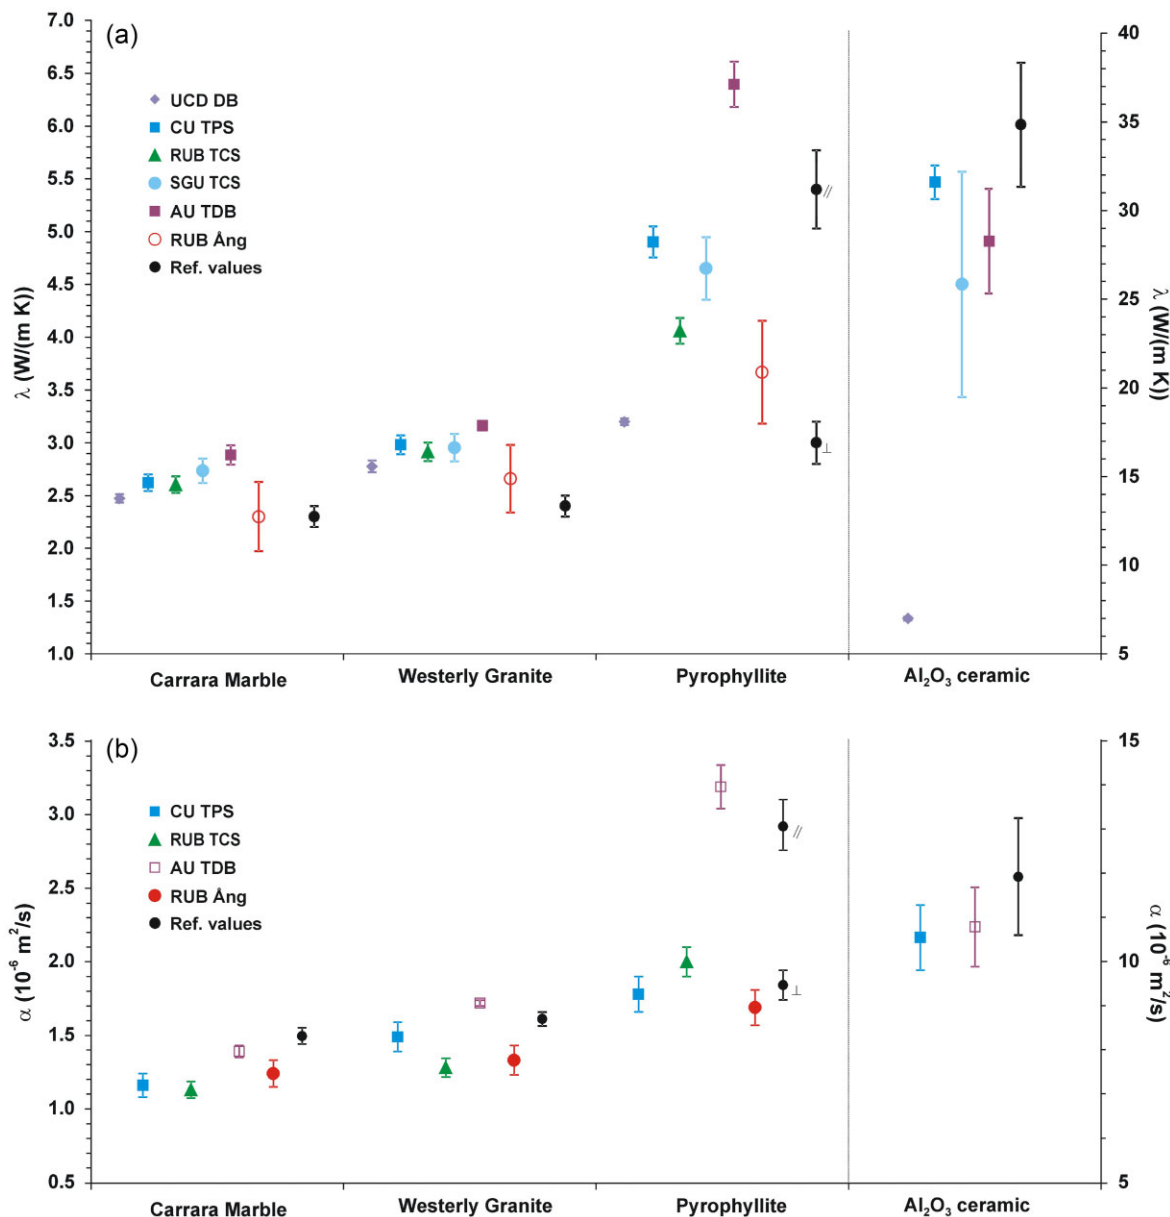 (a)
7.0
6.5
6.0
5.5
5.0
4.5
4.0
3.5
3.0
2.5
2.0
1.5
1.0
λ (W/(m K))
UCD DB
CU TPS
RUB TCS
SGU TCS
AU TDB
RUB Ång
Ref. values
//
⊥
40
35
30
25
20
15
10
5
λ (W/(m K))
Carrara Marble
Westerly Granite
Pyrophyllite
Al₂O₃ ceramic
(b)
3.5
3.0
2.5
2.0
1.5
1.0
0.5
α (10⁻⁶ m²/s)
CU TPS
RUB TCS
AU TDB
RUB Ång
Ref. values
//
⊥
15
10
5
α (10⁻⁶ m²/s)
Carrara Marble
Westerly Granite
Pyrophyllite
Al₂O₃ ceramic